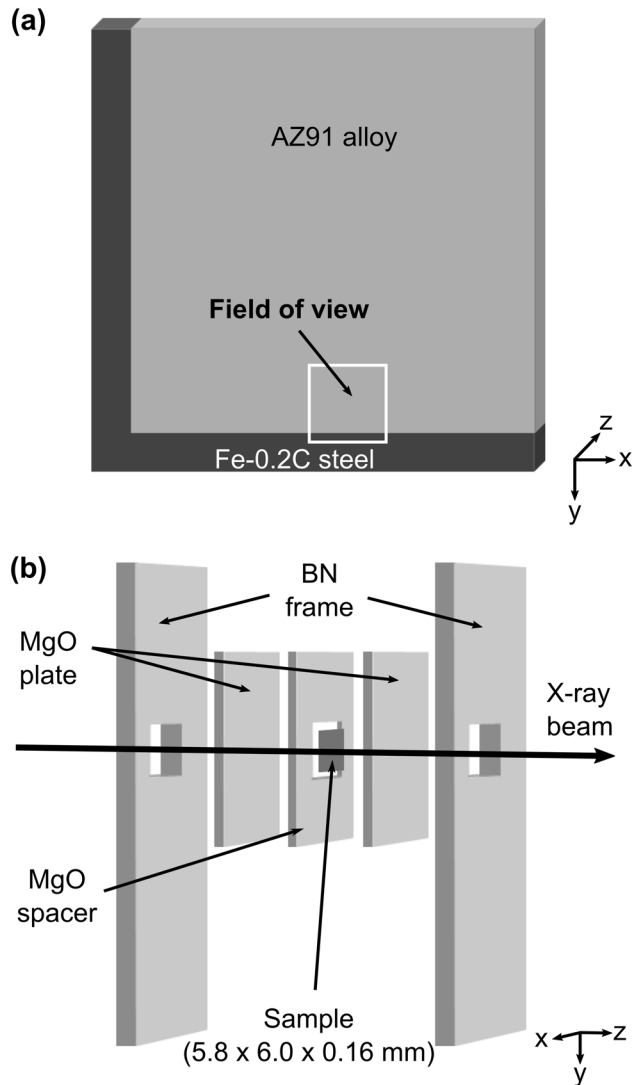 (a)
AZ91 alloy
Field of view
Fe-0.2C steel
z
x
y
(b)
BN
frame
MgO
plate
X-ray
beam
MgO
spacer
Sample
(5.8 x 6.0 x 0.16 mm)
x
z
y